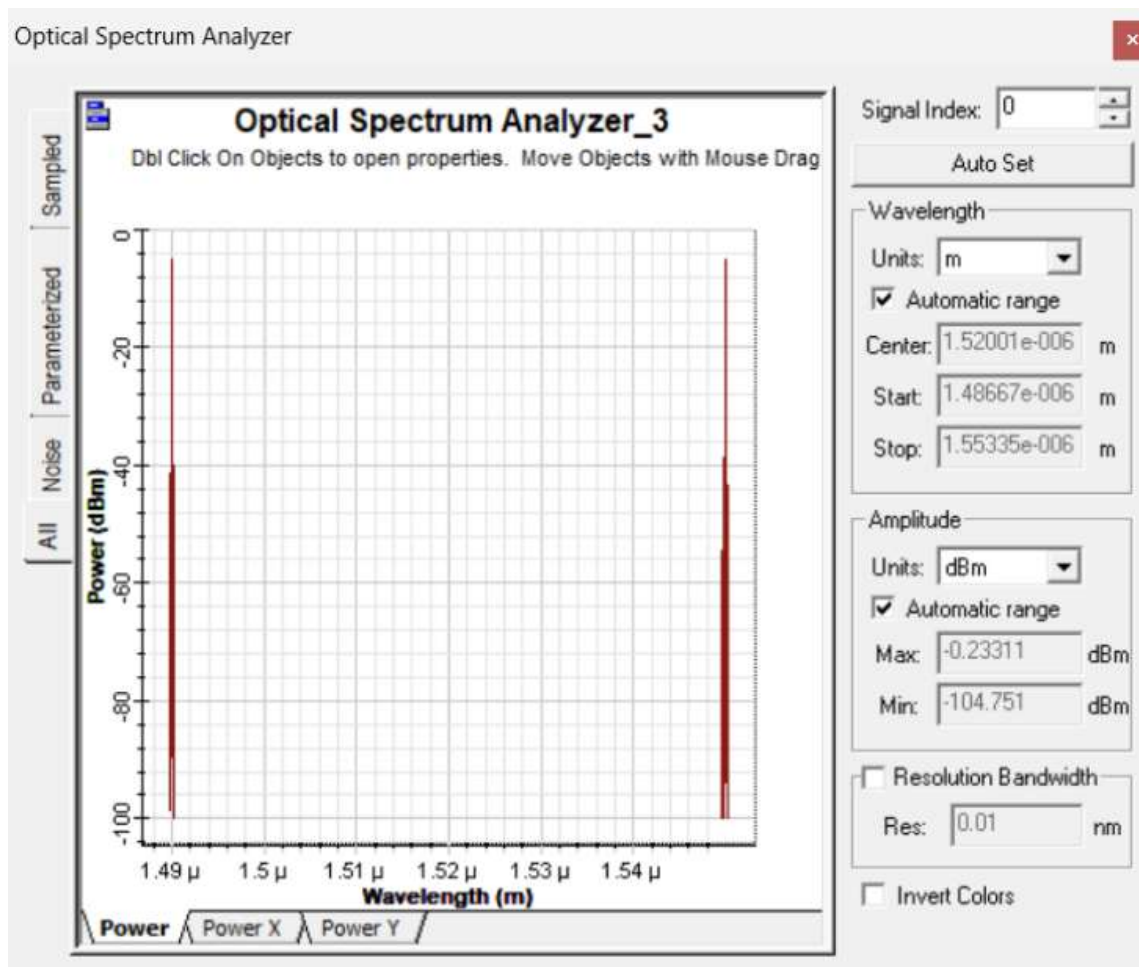 Optical Spectrum Analyzer
Optical Spectrum Analyzer_3
Dbl Click On Objects to open properties.  Move Objects with Mouse Drag
Sampled
Parameterized
Noise
All
Power (dBm)
0
-20
-40
-60
-80
-100
1.49 µ 1.5 µ 1.51 µ 1.52 µ 1.53 µ 1.54 µ
Wavelength (m)
Power Power X Power Y
Signal Index: 0
Auto Set
Wavelength
Units: m
Automatic range
Center: 1.52001e-006 m
Start: 1.48667e-006 m
Stop: 1.55335e-006 m
Amplitude
Units: dBm
Automatic range
Max: -0.23311 dBm
Min: -104.751 dBm
Resolution Bandwidth
Res: 0.01 nm
Invert Colors